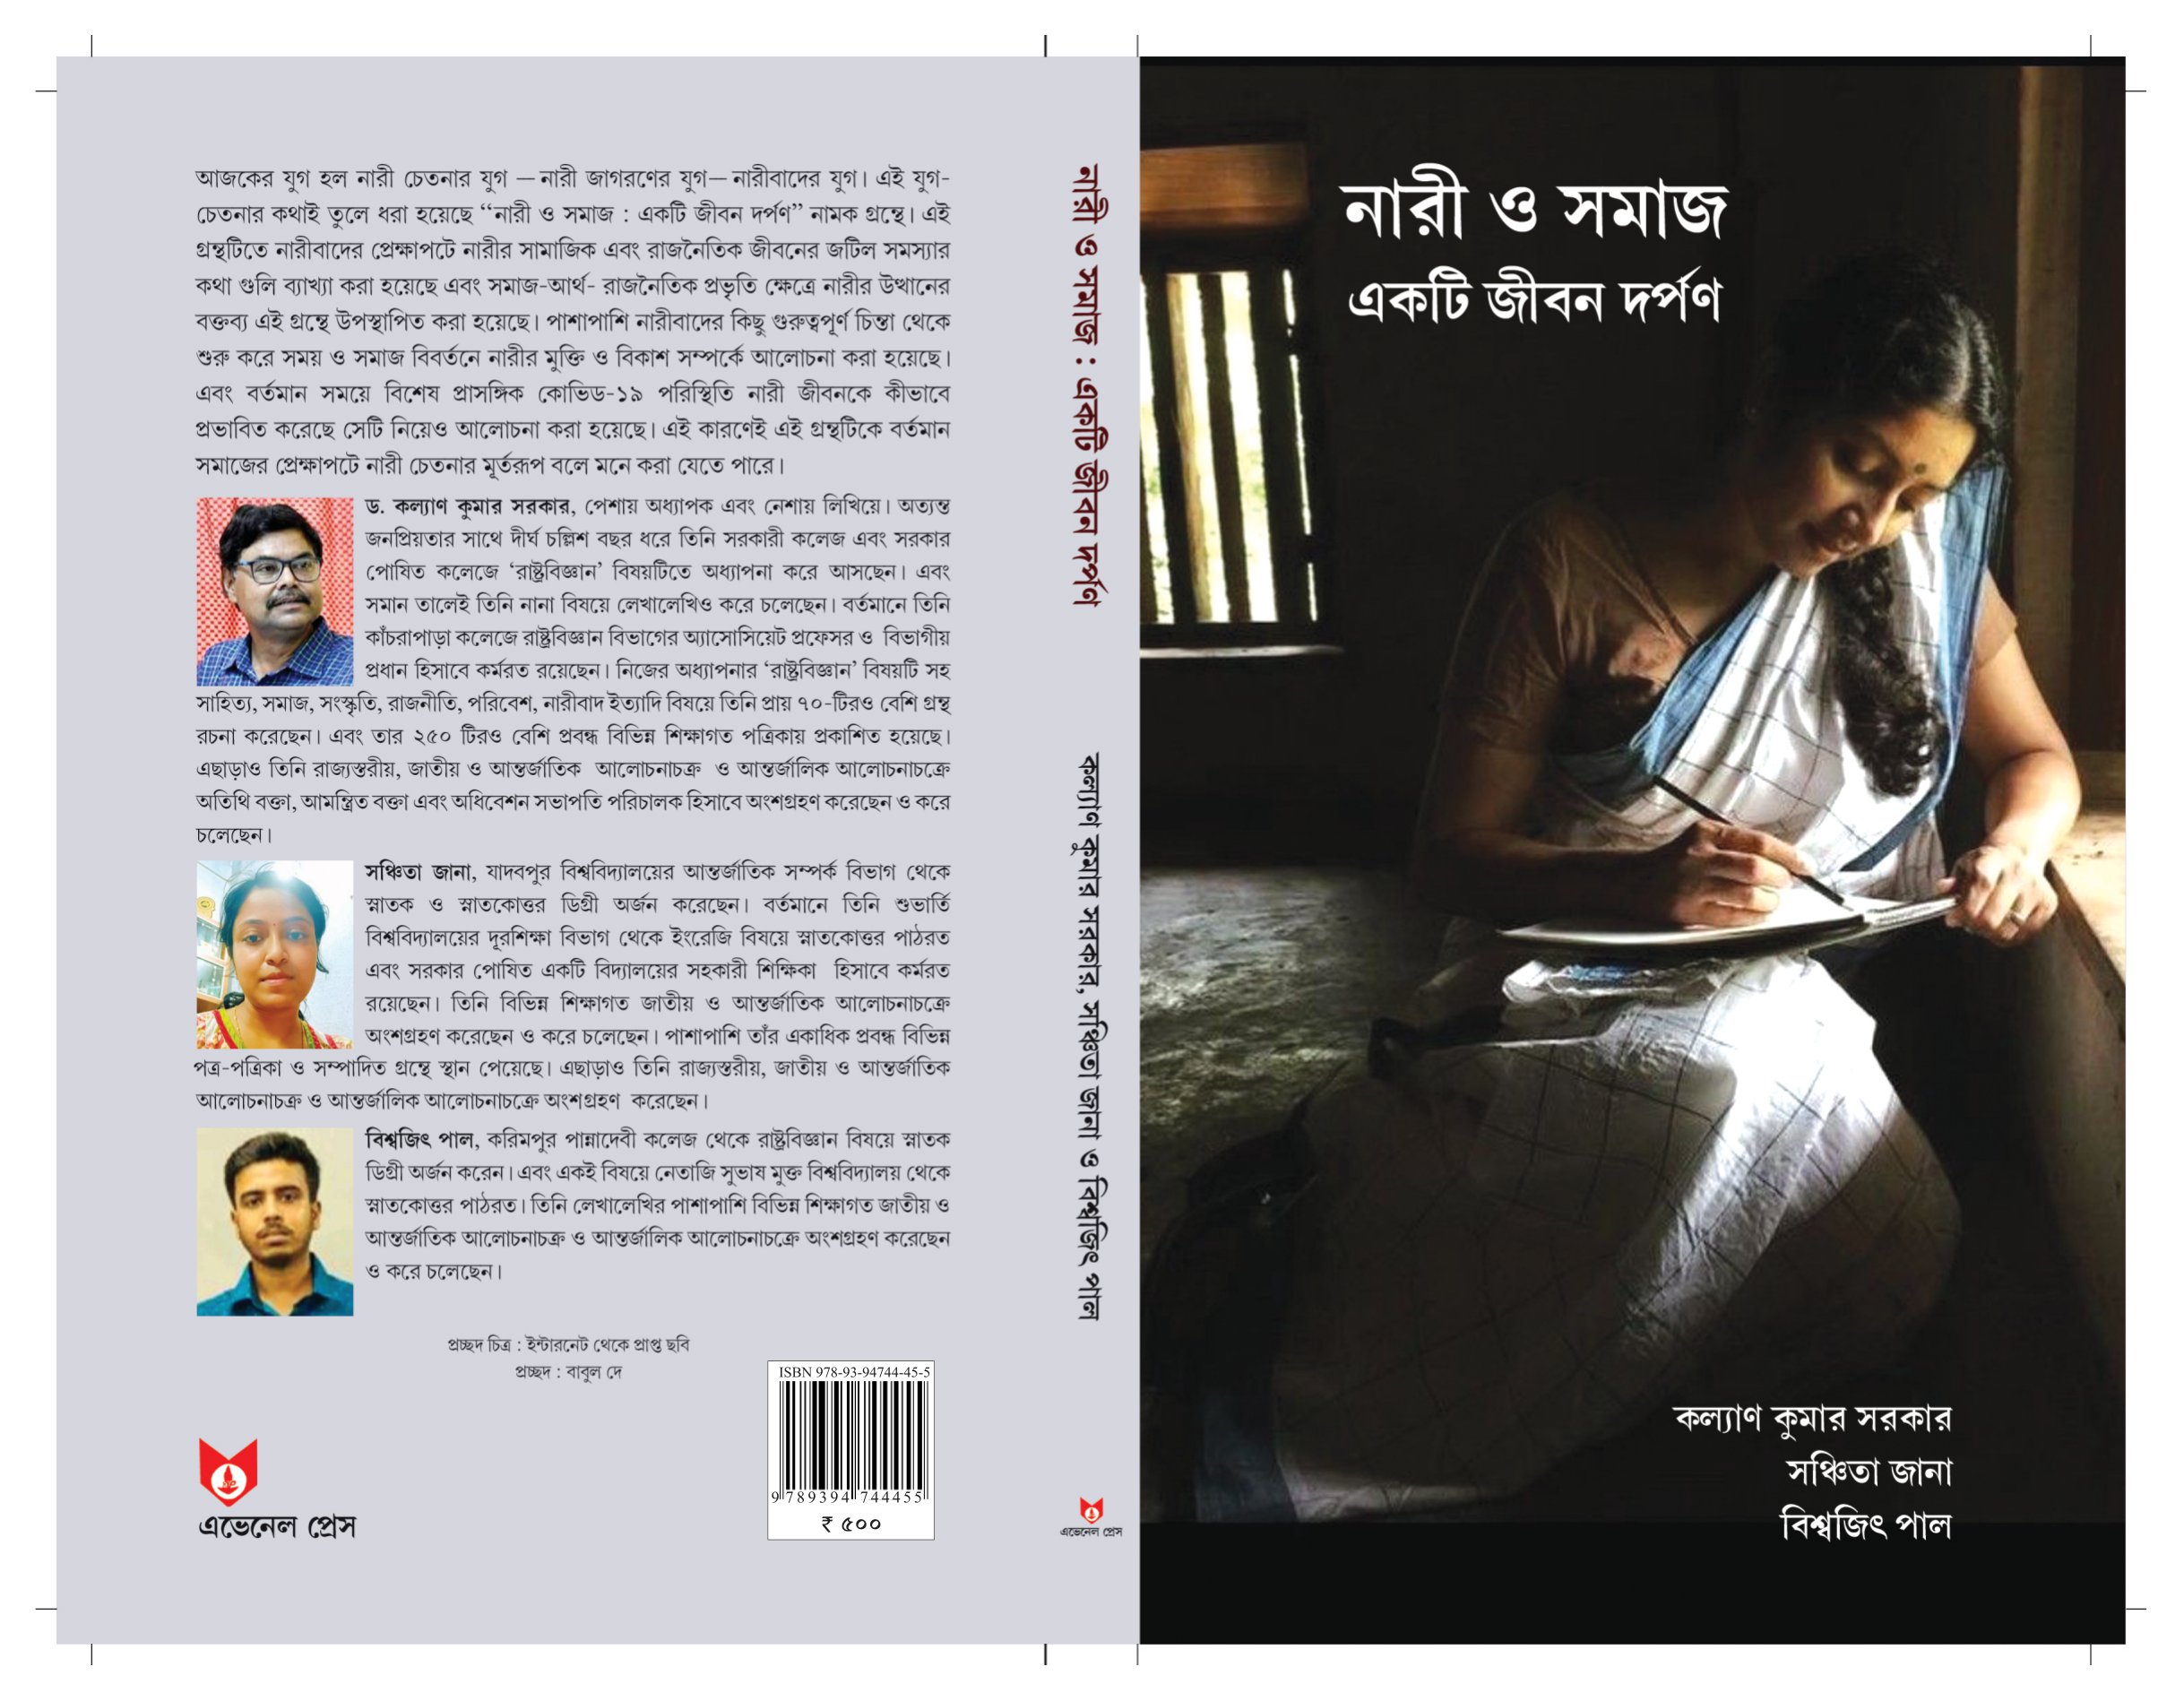 আজকের যুগ হল নারী চেতনার যুগ — নারী জাগরণের যুগ— নারীবাদের যুগ। এই যুগ-
চেতনার কথাই তুলে ধরা হয়েছে “নারী ও সমাজ : একটি জীবন দর্পণ” নামক গ্রন্থে। এই
গ্রন্থটিতে নারীবাদের প্রেক্ষাপটে নারীর সামাজিক এবং রাজনৈতিক জীবনের জটিল সমস্যার
কথা গুলি ব্যাখ্যা করা হয়েছে এবং সমাজ-আর্থ- রাজনৈতিক প্রভৃতি ক্ষেত্রে নারীর উত্থানের
বক্তব্য এই গ্রন্থে উপস্থাপিত করা হয়েছে। পাশাপাশি নারীবাদের কিছু গুরুত্বপূর্ণ চিন্তা থেকে
শুরু করে সময় ও সমাজ বিবর্তনে নারীর মুক্তি ও বিকাশ সম্পর্কে আলোচনা করা হয়েছে।
এবং বর্তমান সময়ে বিশেষ প্রাসঙ্গিক কোভিড-১৯ পরিস্থিতি নারী জীবনকে কীভাবে
প্রভাবিত করেছে সেটি নিয়েও আলোচনা করা হয়েছে। এই কারণেই এই গ্রন্থটিকে বর্তমান
সমাজের প্রেক্ষাপটে নারী চেতনার মূর্তরূপ বলে মনে করা যেতে পারে।
ড. কল্যাণ কুমার সরকার, পেশায় অধ্যাপক এবং নেশায় লিখিয়ে। অত্যন্ত
জনপ্রিয়তার সাথে দীর্ঘ চল্লিশ বছর ধরে তিনি সরকারী কলেজ এবং সরকার
পোষিত কলেজে ‘রাষ্ট্রবিজ্ঞান’ বিষয়টিতে অধ্যাপনা করে আসছেন। এবং
সমান তালেই তিনি নানা বিষয়ে লেখালেখিও করে চলেছেন। বর্তমানে তিনি
কাঁচরাপাড়া কলেজে রাষ্ট্রবিজ্ঞান বিভাগের অ্যাসোসিয়েট প্রফেসর ও বিভাগীয়
প্রধান হিসাবে কর্মরত রয়েছেন। নিজের অধ্যাপনার ‘রাষ্ট্রবিজ্ঞান’ বিষয়টি সহ
সাহিত্য, সমাজ, সংস্কৃতি, রাজনীতি, পরিবেশ, নারীবাদ ইত্যাদি বিষয়ে তিনি প্রায় ৭০-টিরও বেশি গ্রন্থ
রচনা করেছেন। এবং তার ২৫০ টিরও বেশি প্রবন্ধ বিভিন্ন শিক্ষাগত পত্রিকায় প্রকাশিত হয়েছে।
এছাড়াও তিনি রাজ্যস্তরীয়, জাতীয় ও আন্তর্জাতিক আলোচনাচক্র ও আন্তর্জালিক আলোচনাচক্রে
অতিথি বক্তা, আমন্ত্রিত বক্তা এবং অধিবেশন সভাপতি পরিচালক হিসাবে অংশগ্রহণ করেছেন ও করে
চলেছেন।
সঞ্চিতা জানা, যাদবপুর বিশ্ববিদ্যালয়ের আন্তর্জাতিক সম্পর্ক বিভাগ থেকে
স্নাতক ও স্নাতকোত্তর ডিগ্রী অর্জন করেছেন। বর্তমানে তিনি শুভার্তি
বিশ্ববিদ্যালয়ের দূরশিক্ষা বিভাগ থেকে ইংরেজি বিষয়ে স্নাতকোত্তর পাঠরত
এবং সরকার পোষিত একটি বিদ্যালয়ের সহকারী শিক্ষিকা হিসাবে কর্মরত
রয়েছেন। তিনি বিভিন্ন শিক্ষাগত জাতীয় ও আন্তর্জাতিক আলোচনাচক্রে
অংশগ্রহণ করেছেন ও করে চলেছেন। পাশাপাশি তাঁর একাধিক প্রবন্ধ বিভিন্ন
পত্র-পত্রিকা ও সম্পাদিত গ্রন্থে স্থান পেয়েছে। এছাড়াও তিনি রাজ্যস্তরীয়, জাতীয় ও আন্তর্জাতিক
আলোচনাচক্র ও আন্তর্জালিক আলোচনাচক্রে অংশগ্রহণ করেছেন।
বিশ্বজিৎ পাল, করিমপুর পান্নাদেবী কলেজ থেকে রাষ্ট্রবিজ্ঞান বিষয়ে স্নাতক
ডিগ্রী অর্জন করেন। এবং একই বিষয়ে নেতাজি সুভাষ মুক্ত বিশ্ববিদ্যালয় থেকে
স্নাতকোত্তর পাঠরত। তিনি লেখালেখির পাশাপাশি বিভিন্ন শিক্ষাগত জাতীয় ও
আন্তর্জাতিক আলোচনাচক্র ও আন্তর্জালিক আলোচনাচক্রে অংশগ্রহণ করেছেন
ও করে চলেছেন।
প্রচ্ছদ চিত্র : ইন্টারনেট থেকে প্রাপ্ত ছবি
প্রচ্ছদ : বাবুল দে
ISBN 978-93-94744-45-5
9 789394 744455
₹ ৫০০
এভেনেল প্রেস
নারী ও সমাজ : একটি জীবন দর্পণ
কল্যাণ কুমার সরকার, সঞ্চিতা জানা ও বিশ্বজিৎ পাল
এভেনেল প্রেস
নারী ও সমাজ
একটি জীবন দর্পণ
কল্যাণ কুমার সরকার
সঞ্চিতা জানা
বিশ্বজিৎ পাল